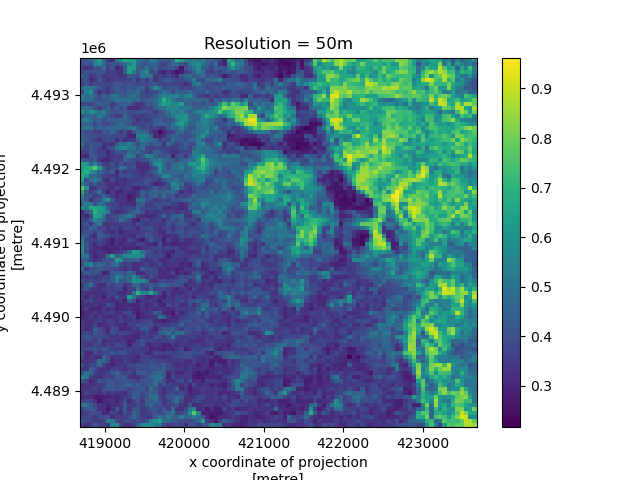 Resolution = 50m
1e6
4.493
4.492
4.491
4.490
4.489
y coordinate of projection
[metre]
419000 420000 421000 422000 423000
x coordinate of projection
[metre]
0.9
0.8
0.7
0.6
0.5
0.4
0.3